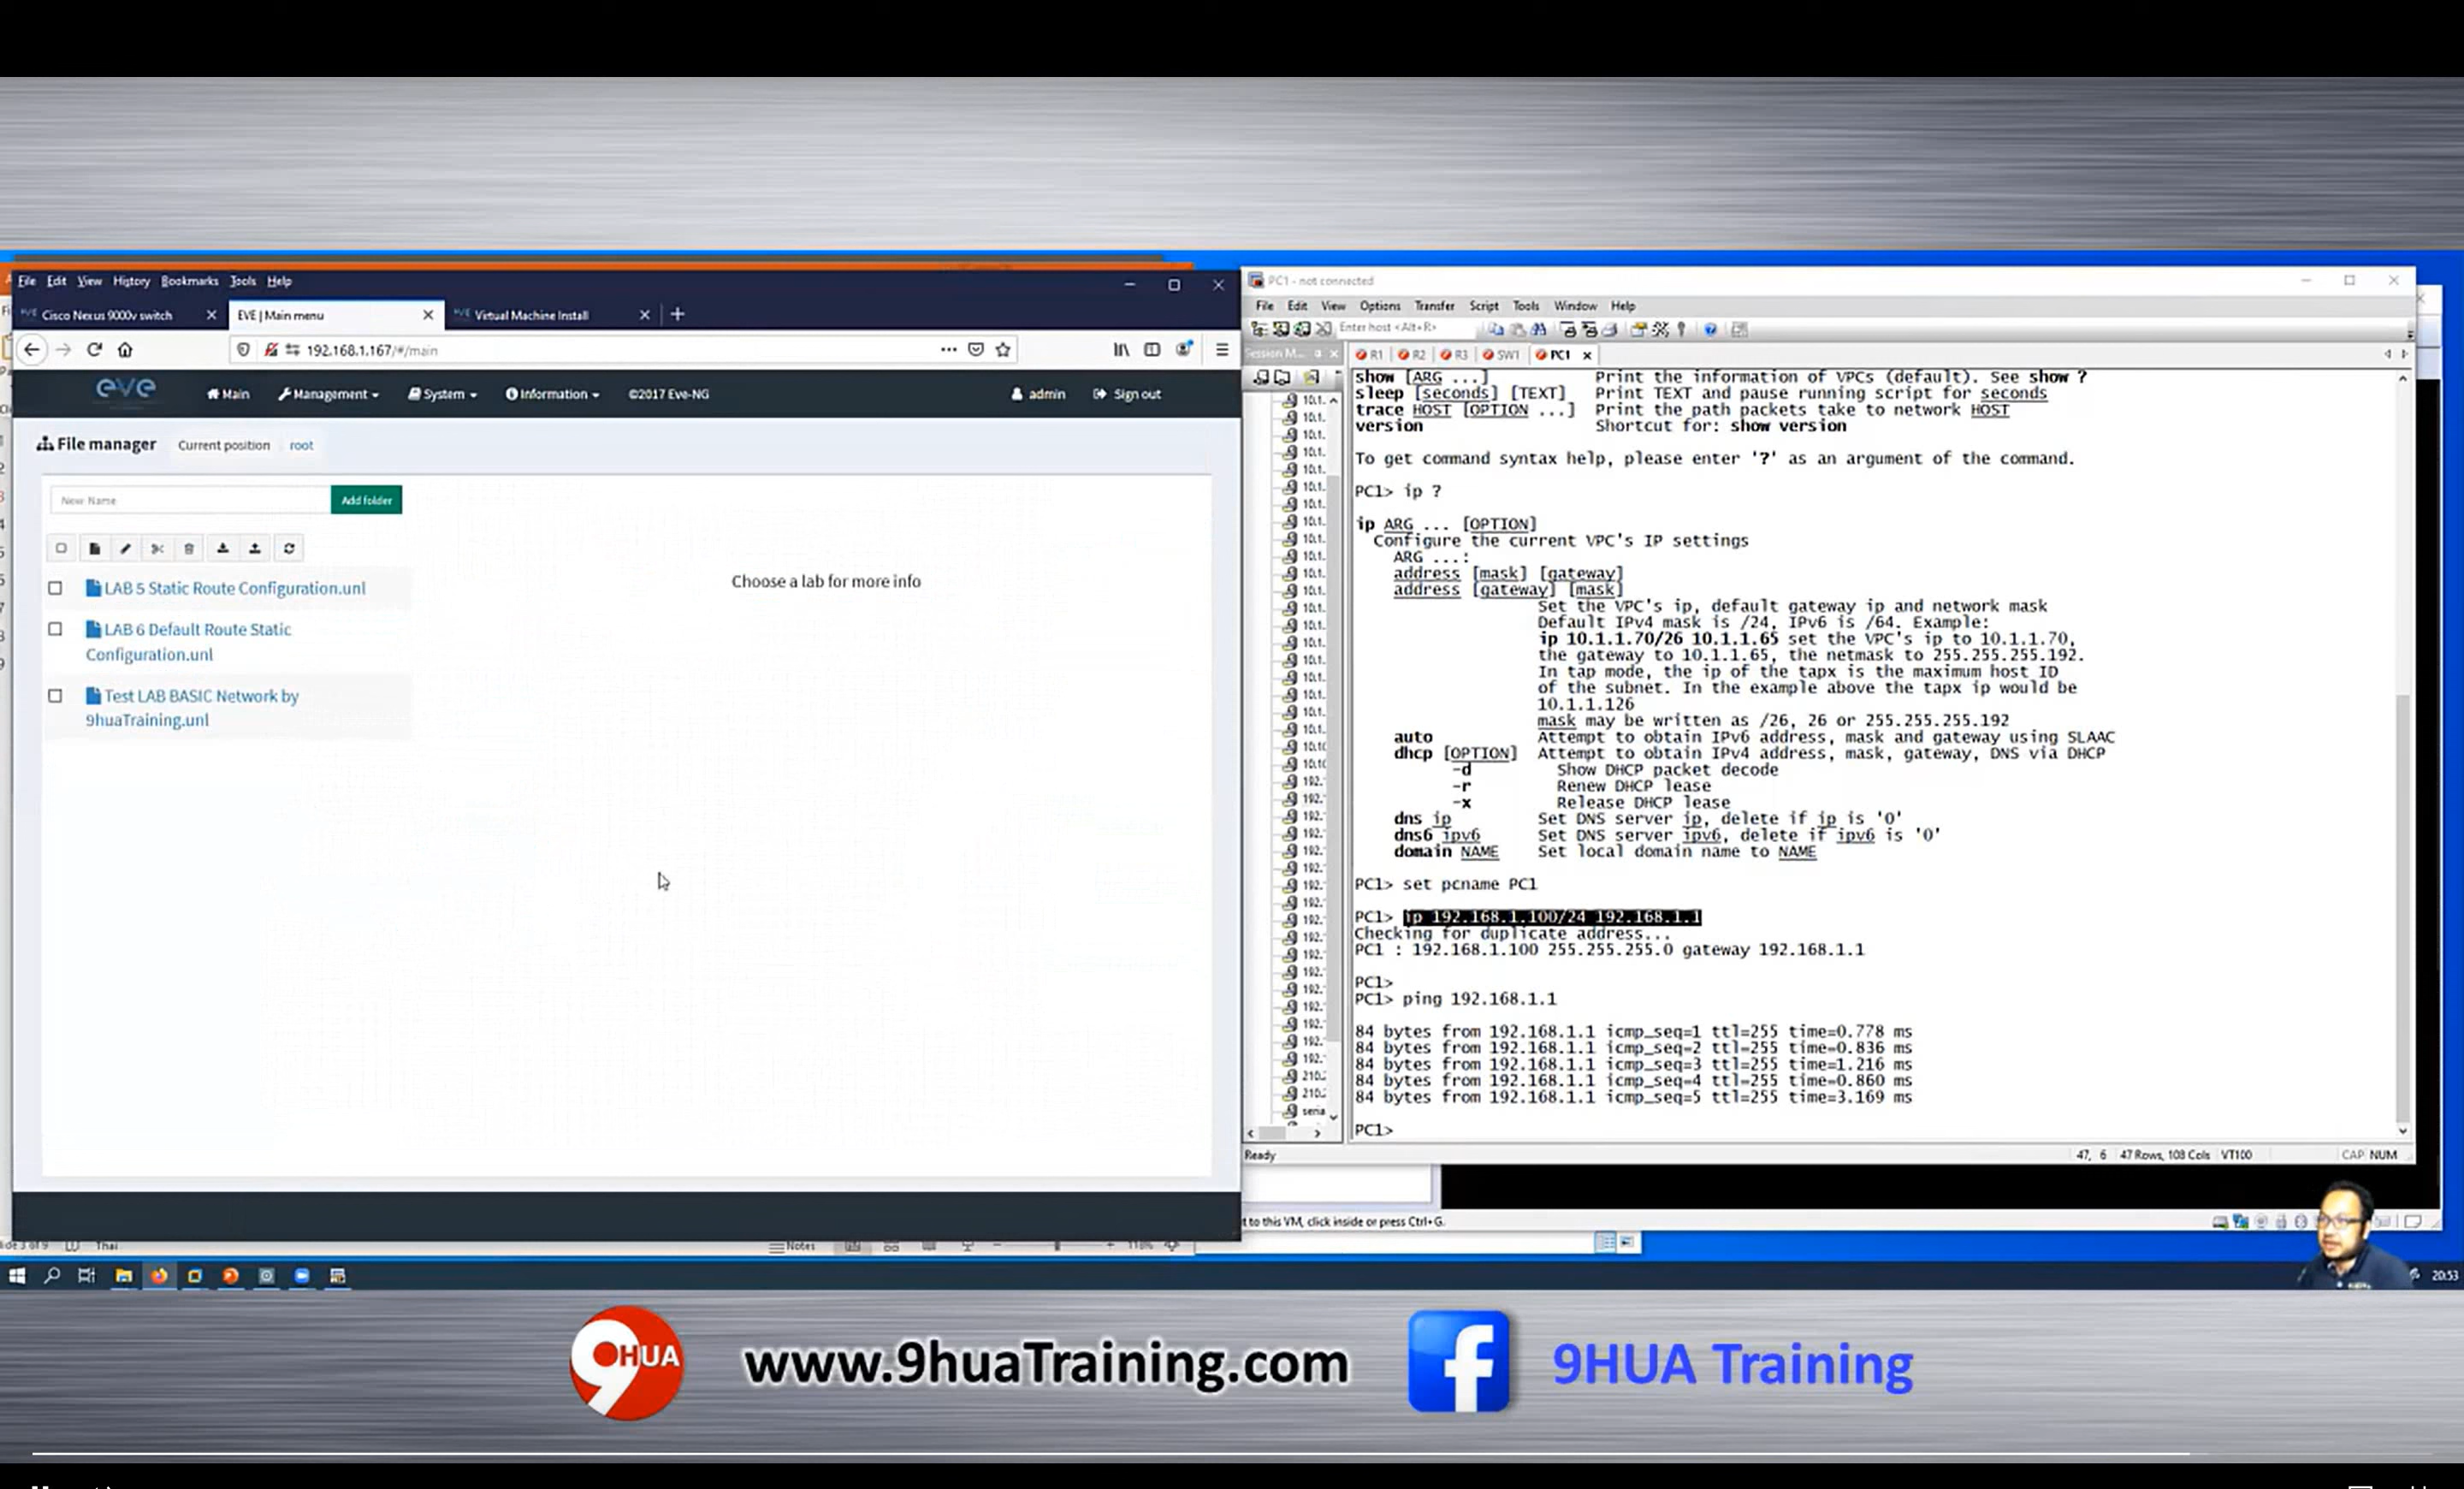 File Edit View History Bookmarks Tools Help
Cisco Nexus 9000v switch
EVE | Main menu
Virtual Machine Install
192.168.1.167/#/main
eve
Main
Management
System
Information
©2017 Eve-NG
admin
Sign out
File manager
Current position
root
New Name
Add folder
LAB 5 Static Route Configuration.unl
LAB 6 Default Route Static
Configuration.unl
Test LAB BASIC Network by
9huaTraining.unl
Choose a lab for more info
PC1 - not connected
File Edit View Options Transfer Script Tools Window Help
Enter host <Alt+R>
Session M...
R1 R2 R3 SW1 PC1
show [ARG ...] Print the information of VPCs (default). See show ?
sleep [seconds] [TEXT] Print TEXT and pause running script for seconds
trace HOST [OPTION ...] Print the path packets take to network HOST
version Shortcut for: show version
To get command syntax help, please enter '?' as an argument of the command.
PC1> ip ?
ip ARG ... [OPTION]
Configure the current VPC's IP settings
ARG ...:
address [mask] [gateway]
address [gateway] [mask]
Set the VPC's ip, default gateway ip and network mask
Default IPv4 mask is /24, IPv6 is /64. Example:
ip 10.1.1.70/26 10.1.1.65 set the VPC's ip to 10.1.1.70,
the gateway to 10.1.1.65, the netmask to 255.255.255.192.
In tap mode, the ip of the tapx is the maximum host ID
of the subnet. In the example above the tapx ip would be
10.1.1.126
mask may be written as /26, 26 or 255.255.255.192
auto Attempt to obtain IPv6 address, mask and gateway using SLAAC
dhcp [OPTION] Attempt to obtain IPv4 address, mask, gateway, DNS via DHCP
-d Show DHCP packet decode
-r Renew DHCP lease
-x Release DHCP lease
dns ip Set DNS server ip, delete if ip is '0'
dns6 ipv6 Set DNS server ipv6, delete if ipv6 is '0'
domain NAME Set local domain name to NAME
PC1> set pcname PC1
PC1> ip 192.168.1.100/24 192.168.1.1
Checking for duplicate address...
PC1 : 192.168.1.100 255.255.255.0 gateway 192.168.1.1
PC1>
PC1> ping 192.168.1.1
84 bytes from 192.168.1.1 icmp_seq=1 ttl=255 time=0.778 ms
84 bytes from 192.168.1.1 icmp_seq=2 ttl=255 time=0.836 ms
84 bytes from 192.168.1.1 icmp_seq=3 ttl=255 time=1.216 ms
84 bytes from 192.168.1.1 icmp_seq=4 ttl=255 time=0.860 ms
84 bytes from 192.168.1.1 icmp_seq=5 ttl=255 time=3.169 ms
PC1>
Ready
47, 6 47 Rows, 108 Cols VT100
CAP NUM
t to this VM, click inside or press Ctrl+G.
Thai
Notes
118%
20:53
9HUA
www.9huaTraining.com
f
9HUA Training